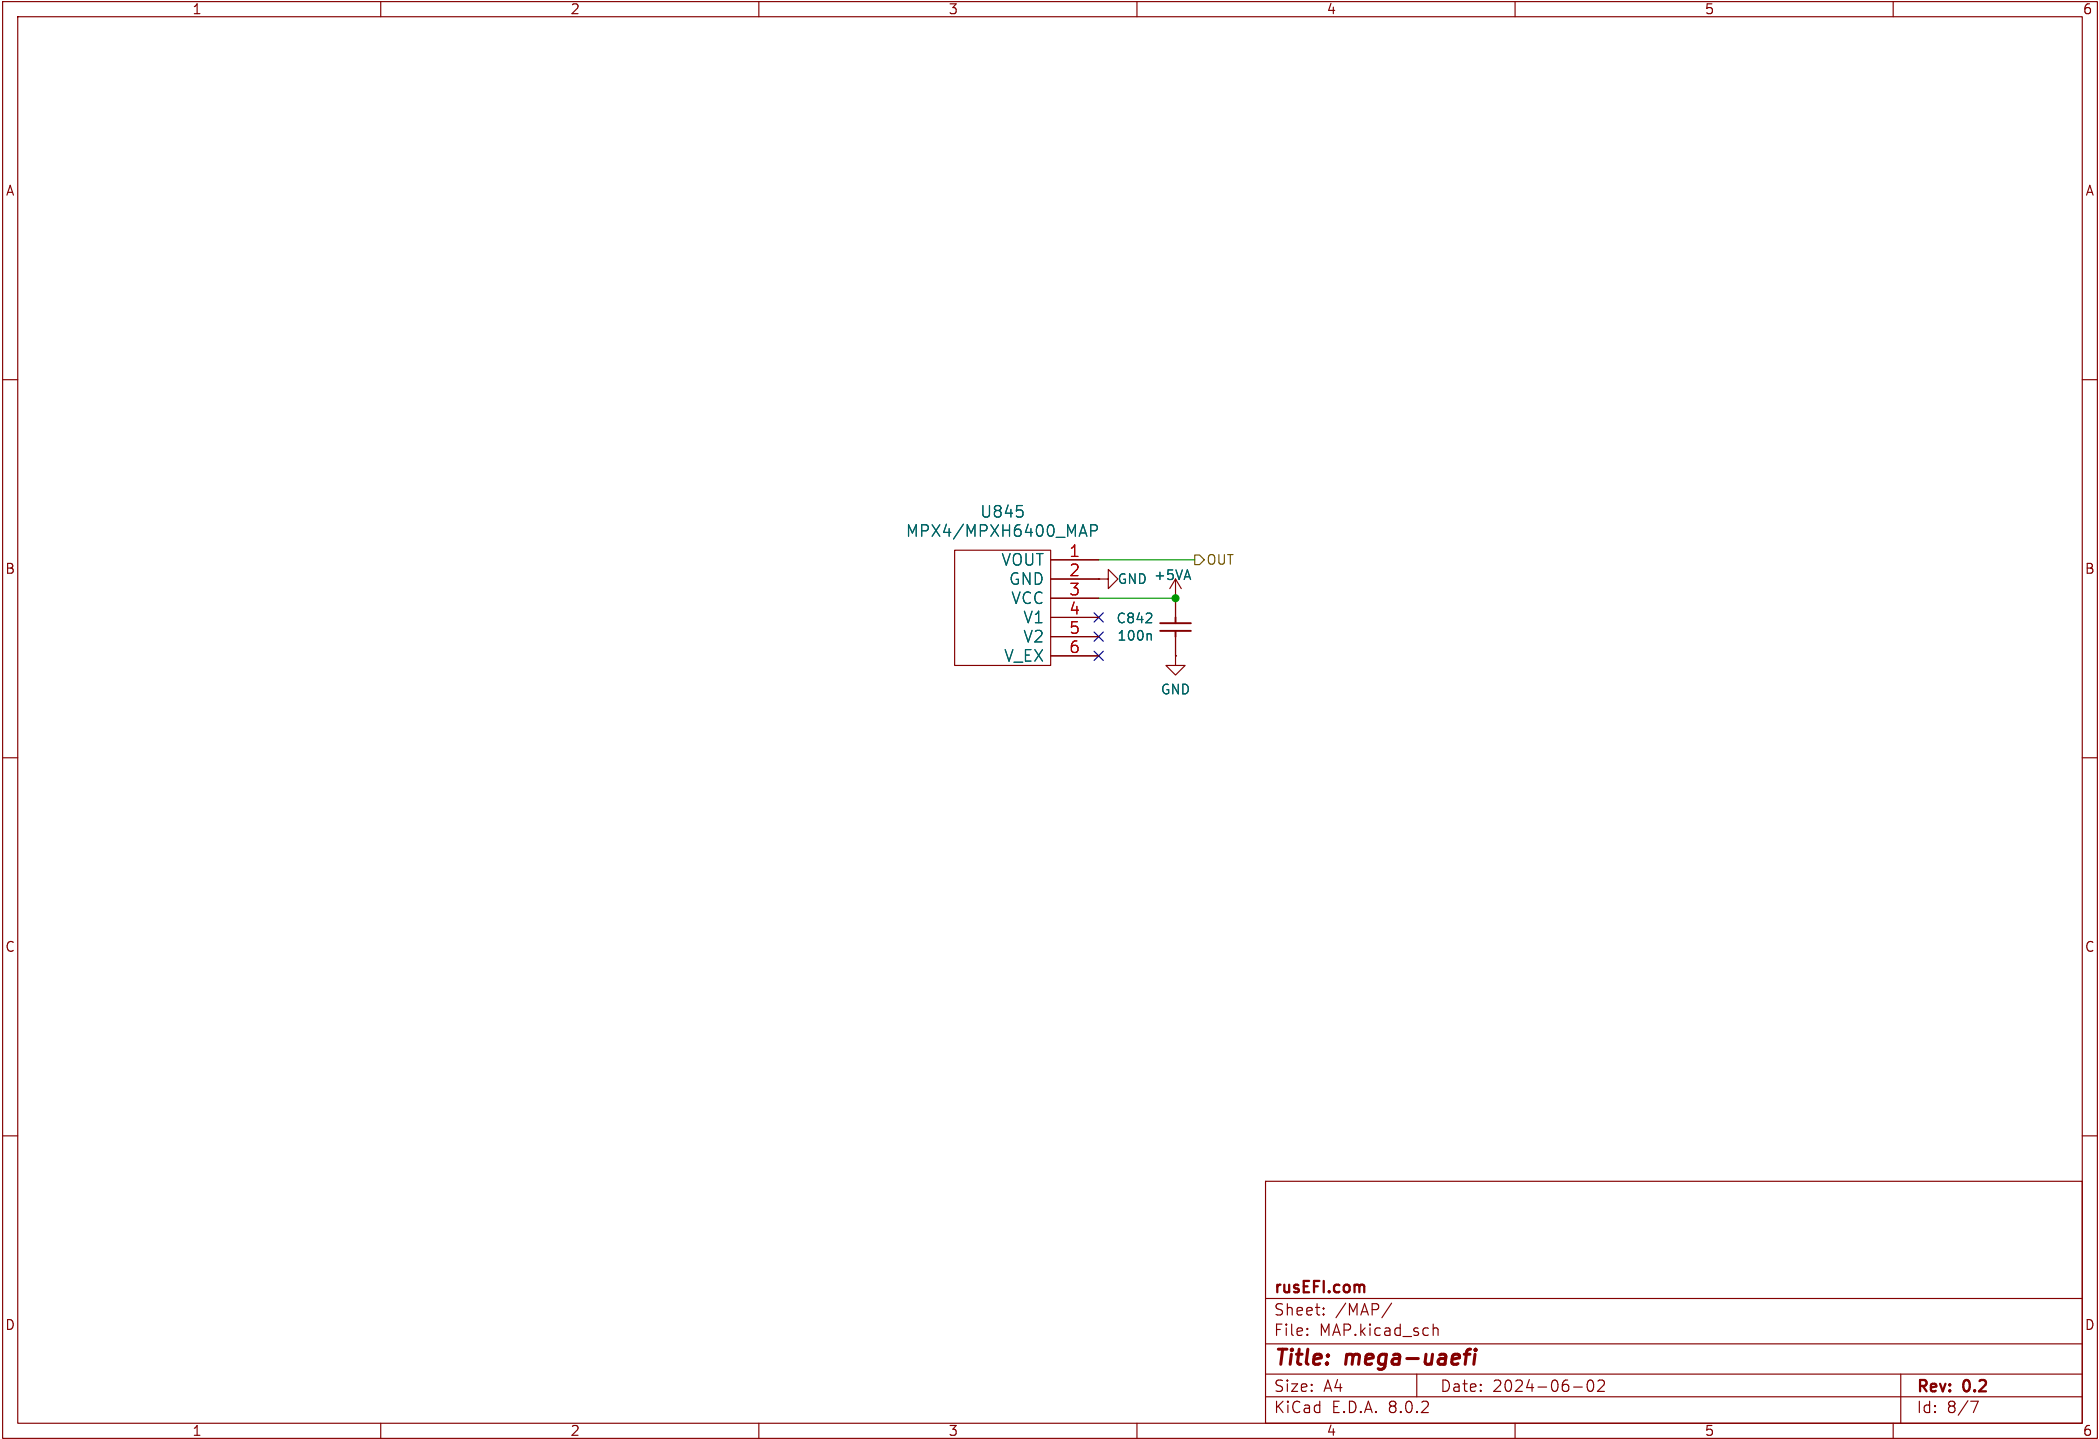 1 2 3 4 5 6
A A
U845
MPX4/MPXH6400_MAP
VOUT 1 OUT
B B
GND 2 GND +5VA
VCC 3
V1 4 C842
V2 5 100n
V_EX 6
GND
C C
rusEFI.com
Sheet: /MAP/
D D
File: MAP.kicad_sch
Title: mega-uaefi
Size: A4 Date: 2024-06-02 Rev: 0.2
KiCad E.D.A. 8.0.2 Id: 8/7
1 2 3 4 5 6